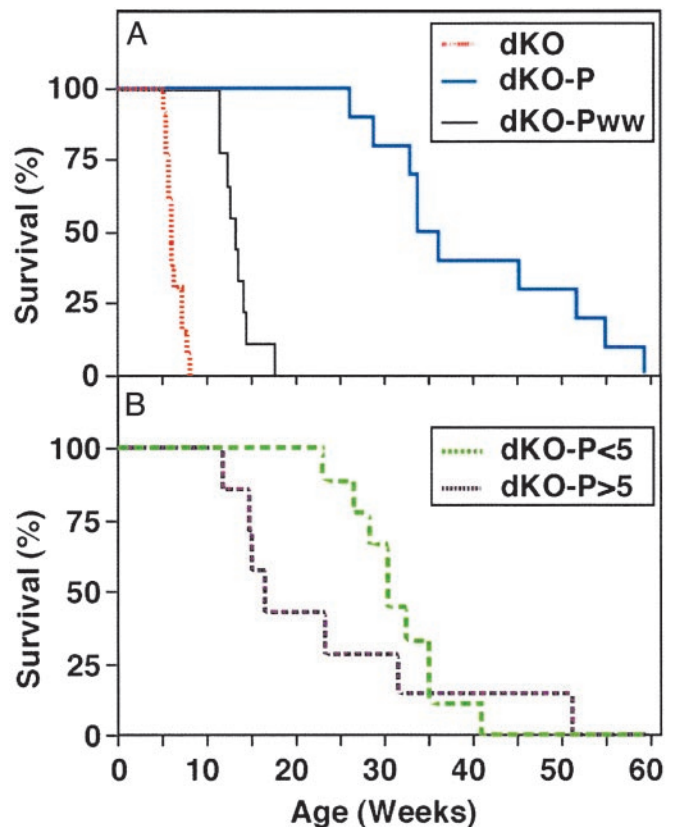 A
dKO
dKO-P
dKO-Pww
100
75
50
25
0
Survival (%)
B
dKO-P<5
dKO-P>5
100
75
50
25
0
Survival (%)
0 10 20 30 40 50 60
Age (Weeks)